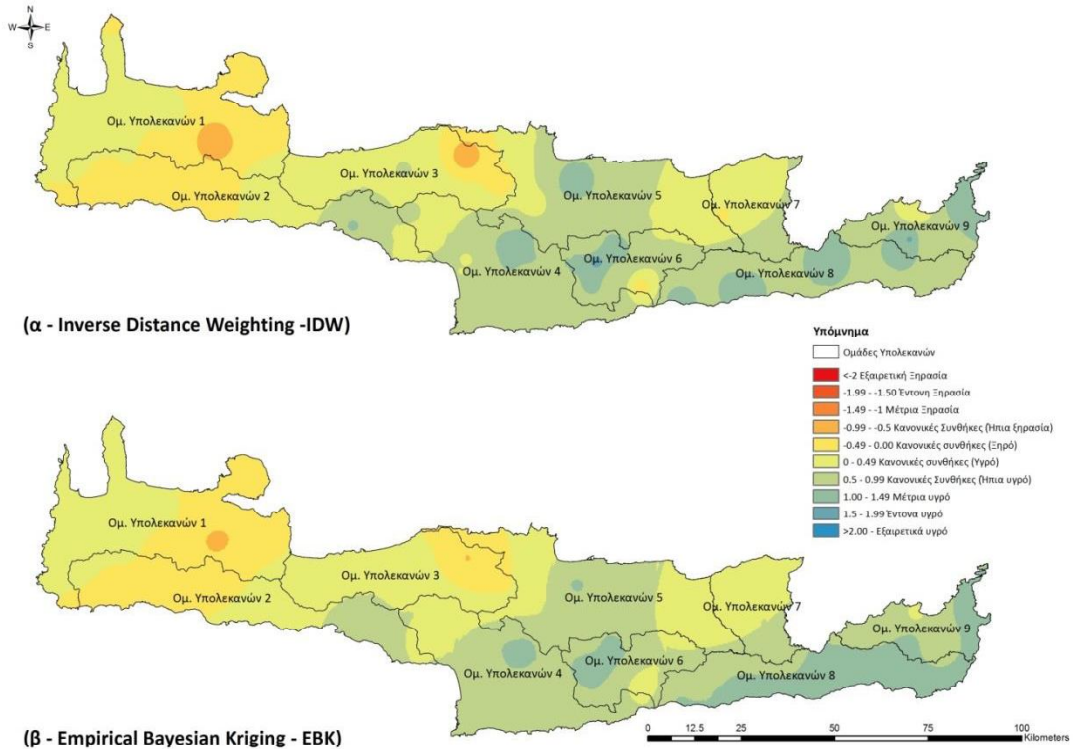 N
W E
S
Ομ. Υπολεκανών 1
Ομ. Υπολεκανών 2
Ομ. Υπολεκανών 3
Ομ. Υπολεκανών 4
Ομ. Υπολεκανών 5
Ομ. Υπολεκανών 6
Ομ. Υπολεκανών 7
Ομ. Υπολεκανών 8
Ομ. Υπολεκανών 9
(α - Inverse Distance Weighting -IDW)
Υπόμνημα
Ομάδες Υπολεκανών
<-2 Εξαιρετική Ξηρασία
-1.99 - -1.50 Έντονη Ξηρασία
-1.49 - -1 Μέτρια Ξηρασία
-0.99 - -0.5 Κανονικές Συνθήκες (Ήπια ξηρασία)
-0.49 - 0.00 Κανονικές συνθήκες (Ξηρό)
0 - 0.49 Κανονικές συνθήκες (Υγρό)
0.5 - 0.99 Κανονικές Συνθήκες (Ήπια υγρό)
1.00 - 1.49 Μέτρια υγρό
1.5 - 1.99 Έντονα υγρό
>2.00 - Εξαιρετικά υγρό
Ομ. Υπολεκανών 1
Ομ. Υπολεκανών 2
Ομ. Υπολεκανών 3
Ομ. Υπολεκανών 4
Ομ. Υπολεκανών 5
Ομ. Υπολεκανών 6
Ομ. Υπολεκανών 7
Ομ. Υπολεκανών 8
Ομ. Υπολεκανών 9
(β - Empirical Bayesian Kriging - EBK)
0 12.5 25 50 75 100
Kilometers